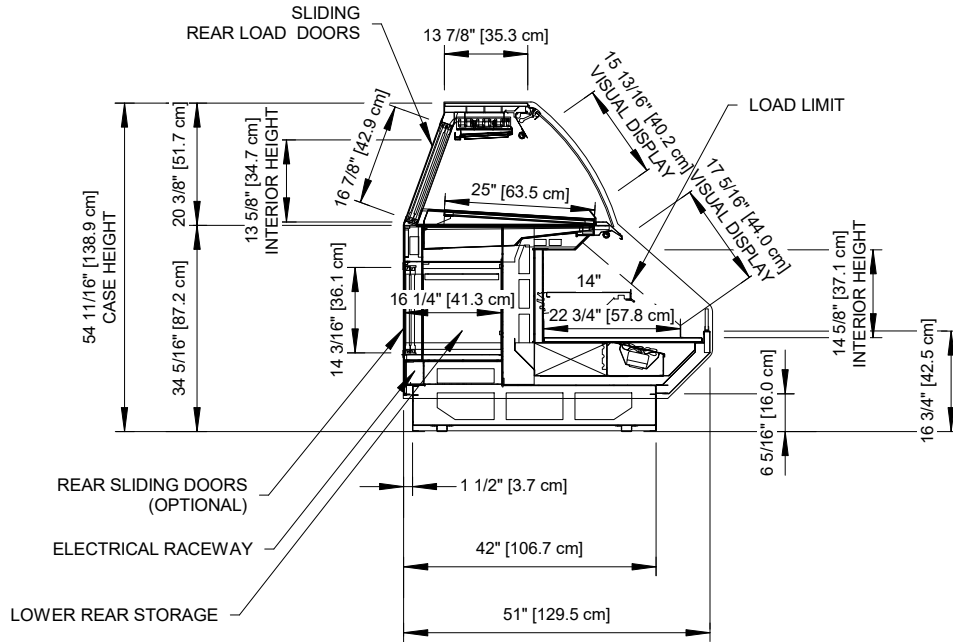 SLIDING
REAR LOAD DOORS
13 7/8" [35.3 cm]
15 13/16" [40.2 cm]
VISUAL DISPLAY
LOAD LIMIT
17 5/16" [44.0 cm]
VISUAL DISPLAY
54 11/16" [138.9 cm]
CASE HEIGHT
20 3/8" [51.7 cm]
13 5/8" [34.7 cm]
INTERIOR HEIGHT
16 7/8" [42.9 cm]
25" [63.5 cm]
34 5/16" [87.2 cm]
14 3/16" [36.1 cm]
16 1/4" [41.3 cm]
14"
22 3/4" [57.8 cm]
14 5/8" [37.1 cm]
INTERIOR HEIGHT
6 5/16" [16.0 cm]
16 3/4" [42.5 cm]
REAR SLIDING DOORS
(OPTIONAL)
1 1/2" [3.7 cm]
ELECTRICAL RACEWAY
42" [106.7 cm]
LOWER REAR STORAGE
51" [129.5 cm]